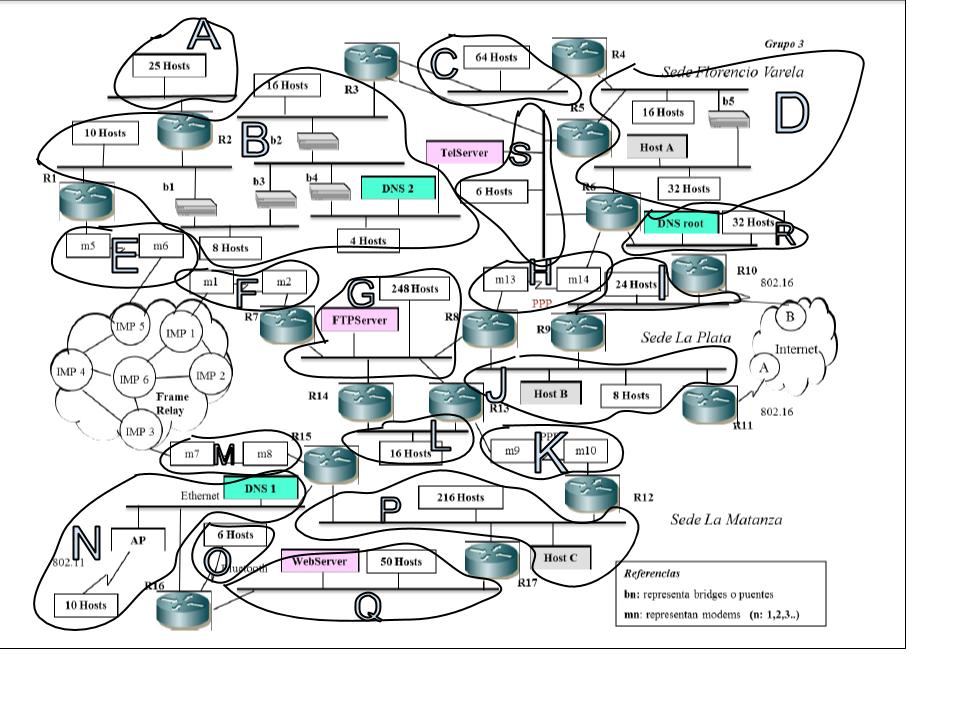 Grupo 3
A
25 Hosts
R3
C
64 Hosts
R4
Sede Florencio Varela
16 Hosts
R5
16 Hosts
b5
D
10 Hosts
R2
B
b2
TelServer
S
Host A
R1
b1
b3
b4
DNS 2
6 Hosts
R6
32 Hosts
m5
E
m6
8 Hosts
4 Hosts
DNS root
32 Hosts
R
m1
F
m2
G
248 Hosts
m13
H
m14
PPP
24 Hosts
I
R10
802.16
IMP 5
IMP 1
R7
FTPServer
R8
R9
Sede La Plata
B
Internet
IMP 4
IMP 6
IMP 2
A
Frame
Relay
R14
R13
J
Host B
8 Hosts
R11
802.16
IMP 3
m7
M
m8
R15
L
16 Hosts
m9
PPP
K
m10
Ethernet
DNS 1
P
216 Hosts
R12
Sede La Matanza
N
AP
802.11
6 Hosts
O
Bluetooth
WebServer
50 Hosts
R17
Host C
10 Hosts
R16
Q
Referencias
bn: representa bridges o puentes
mn: representan modems (n: 1,2,3..)